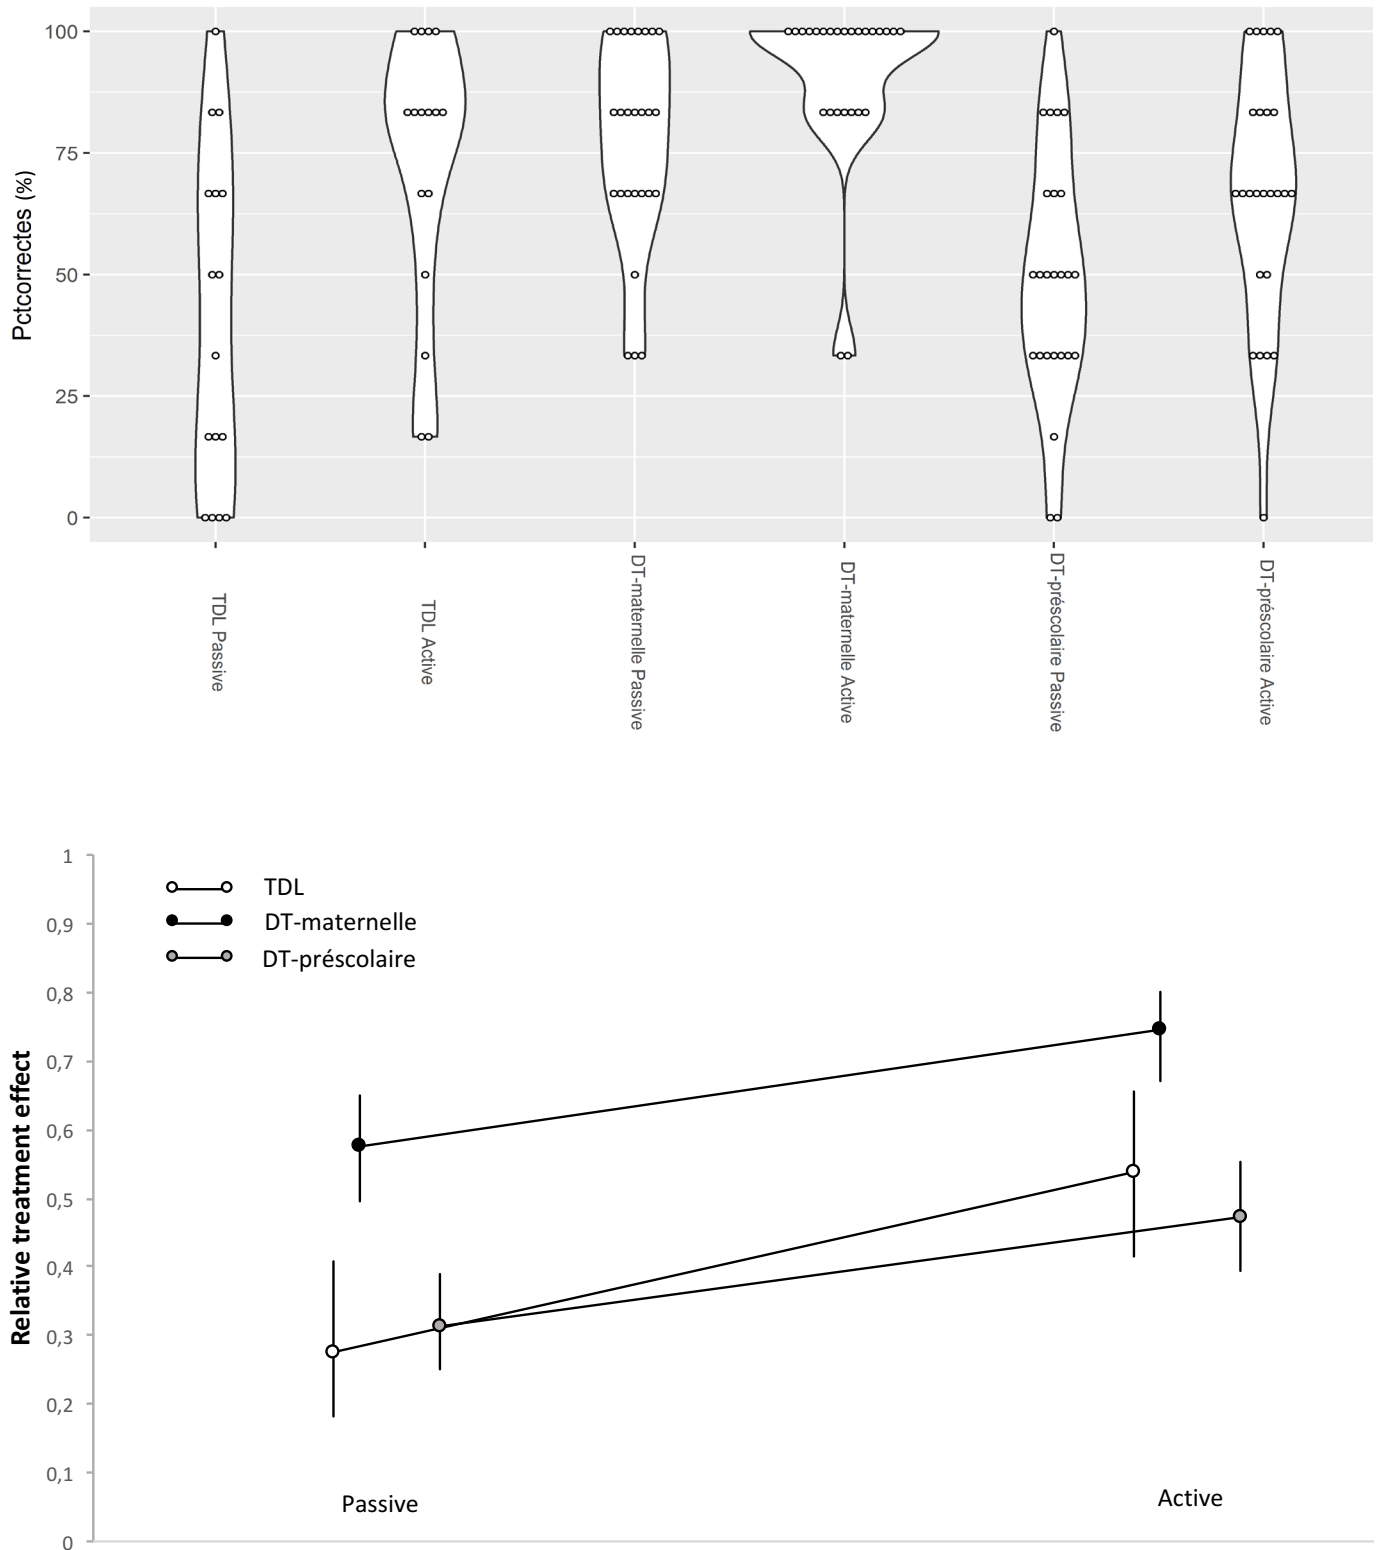 100
75
50
25
0
Pctcorrectes (%)
TDL Passive
TDL Active
DT-maternelle Passive
DT-maternelle Active
DT-préscolaire Passive
DT-préscolaire Active
1
0,9
0,8
0,7
0,6
0,5
0,4
0,3
0,2
0,1
0
Relative treatment effect
TDL
DT-maternelle
DT-préscolaire
Passive
Active